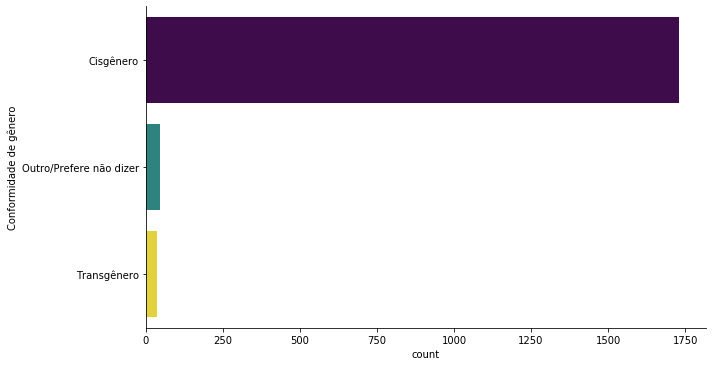 Conformidade de gênero
Cisgênero
Outro/Prefere não dizer
Transgênero
0 250 500 750 1000 1250 1500 1750
count